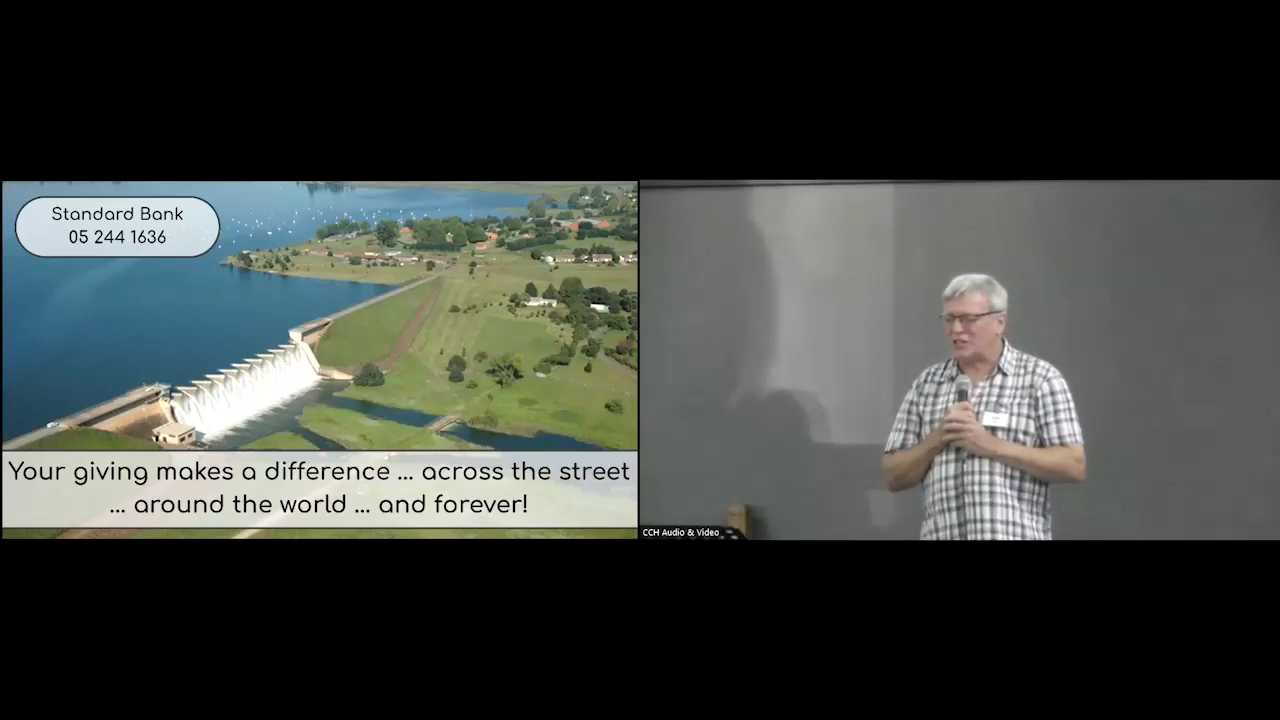 Standard Bank
05 244 1636
Your giving makes a difference ... across the street
... around the world ... and forever!
CCH Audio & Video